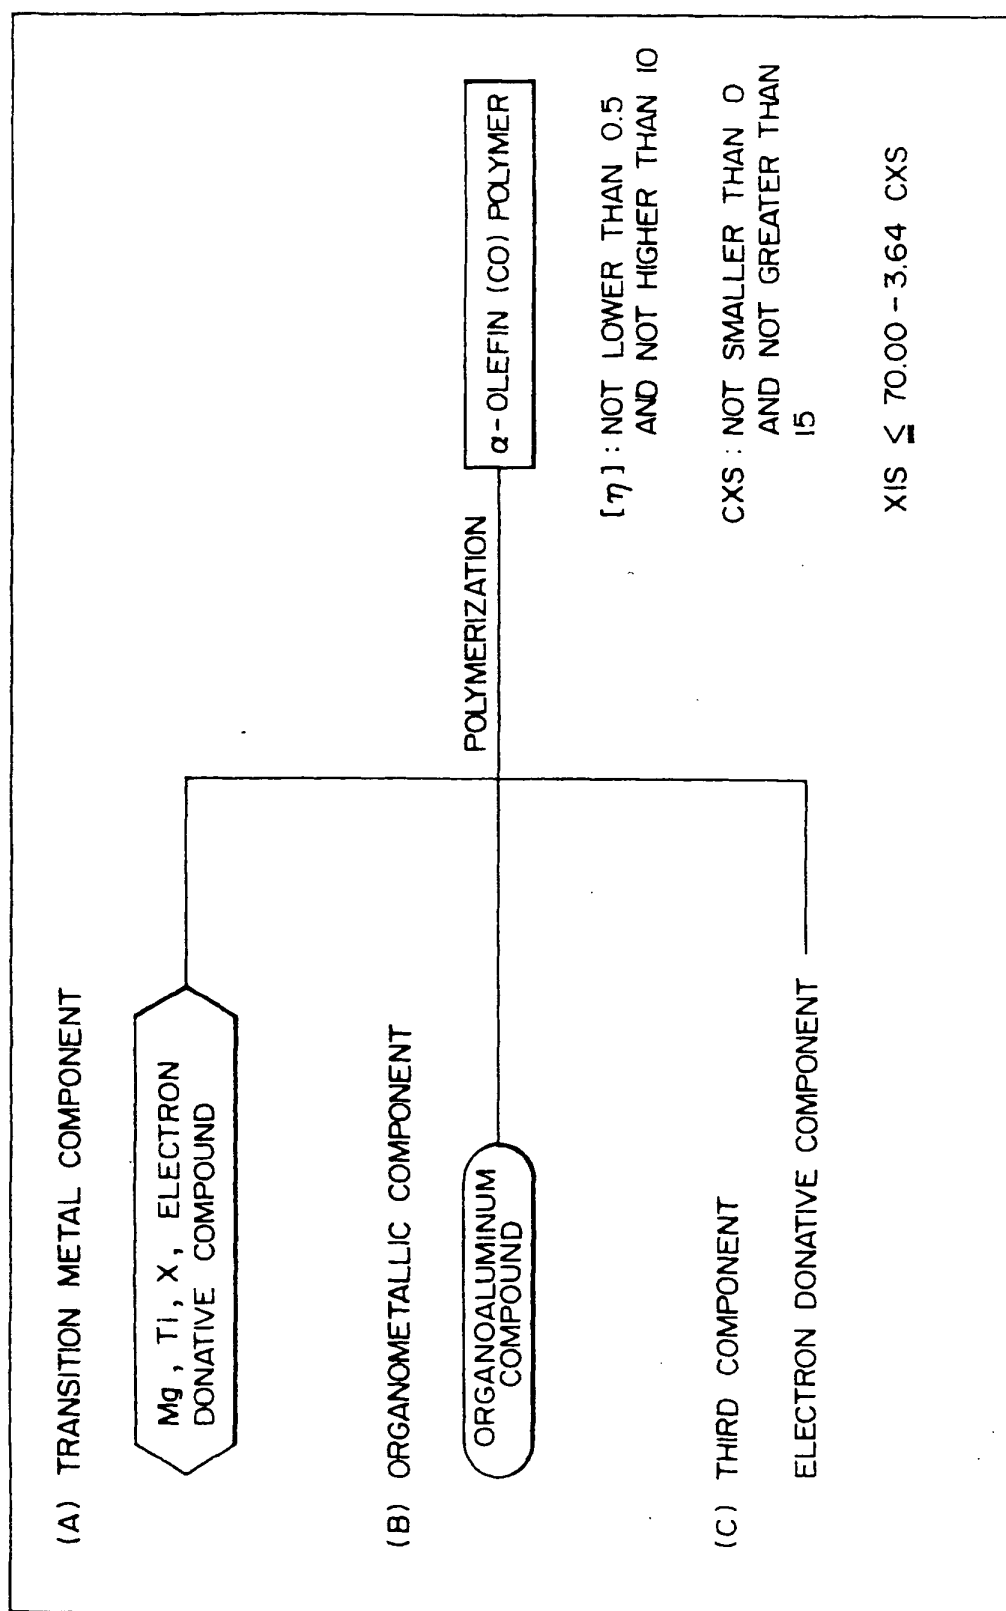 (A) TRANSITION METAL COMPONENT
Mg, Ti, X, ELECTRON
DONATIVE COMPOUND
(B) ORGANOMETALLIC COMPONENT
ORGANOALUMINUM
COMPOUND
(C) THIRD COMPONENT
ELECTRON DONATIVE COMPONENT
POLYMERIZATION
α-OLEFIN (CO) POLYMER
[η]: NOT LOWER THAN 0.5
AND NOT HIGHER THAN 10
CXS: NOT SMALLER THAN 0
AND NOT GREATER THAN
15
XIS ≤ 70.00-3.64 CXS